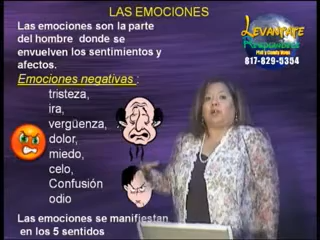 LAS EMOCIONES
Las emociones son la parte
del hombre donde se
envuelven los sentimientos y
afectos.
Emociones negativas :
tristeza,
ira,
vergüenza,
dolor,
miedo,
celo,
Confusión
odio
Las emociones se manifiestan
en los 5 sentidos
LEVANTATE
817-829-5354